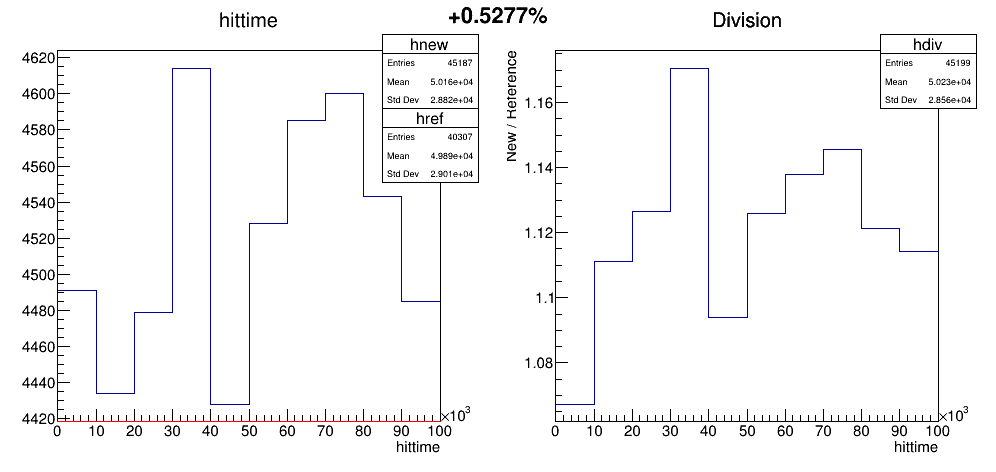 +0.5277%
hittime
hnew
Entries 45187
Mean 5.016e+04
Std Dev 2.882e+04
href
Entries 40307
Mean 4.989e+04
Std Dev 2.901e+04
4620
4600
4580
4560
4540
4520
4500
4480
4460
4440
4420
0 10 20 30 40 50 60 70 80 90 100
×10³
hittime
Division
hdiv
Entries 45199
Mean 5.023e+04
Std Dev 2.856e+04
New / Reference
1.16
1.14
1.12
1.1
1.08
0 10 20 30 40 50 60 70 80 90 100
×10³
hittime